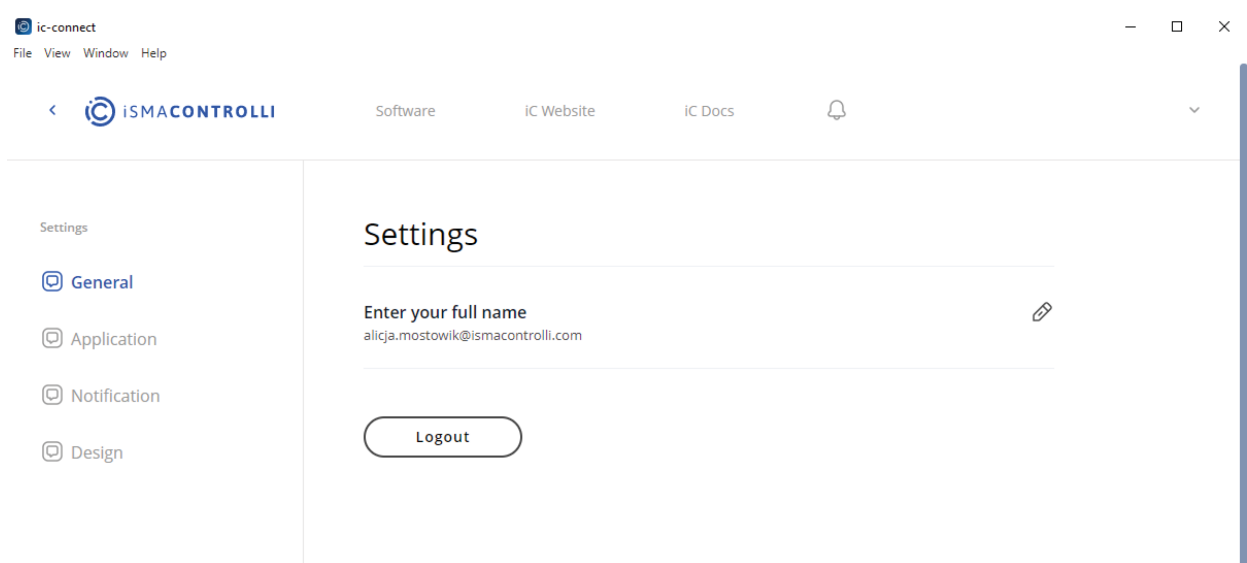 ic-connect
File View Window Help
iSMACONTROLLI
Software
iC Website
iC Docs
Settings
General
Application
Notification
Design
Settings
Enter your full name
alicja.mostowik@ismacontrolli.com
Logout